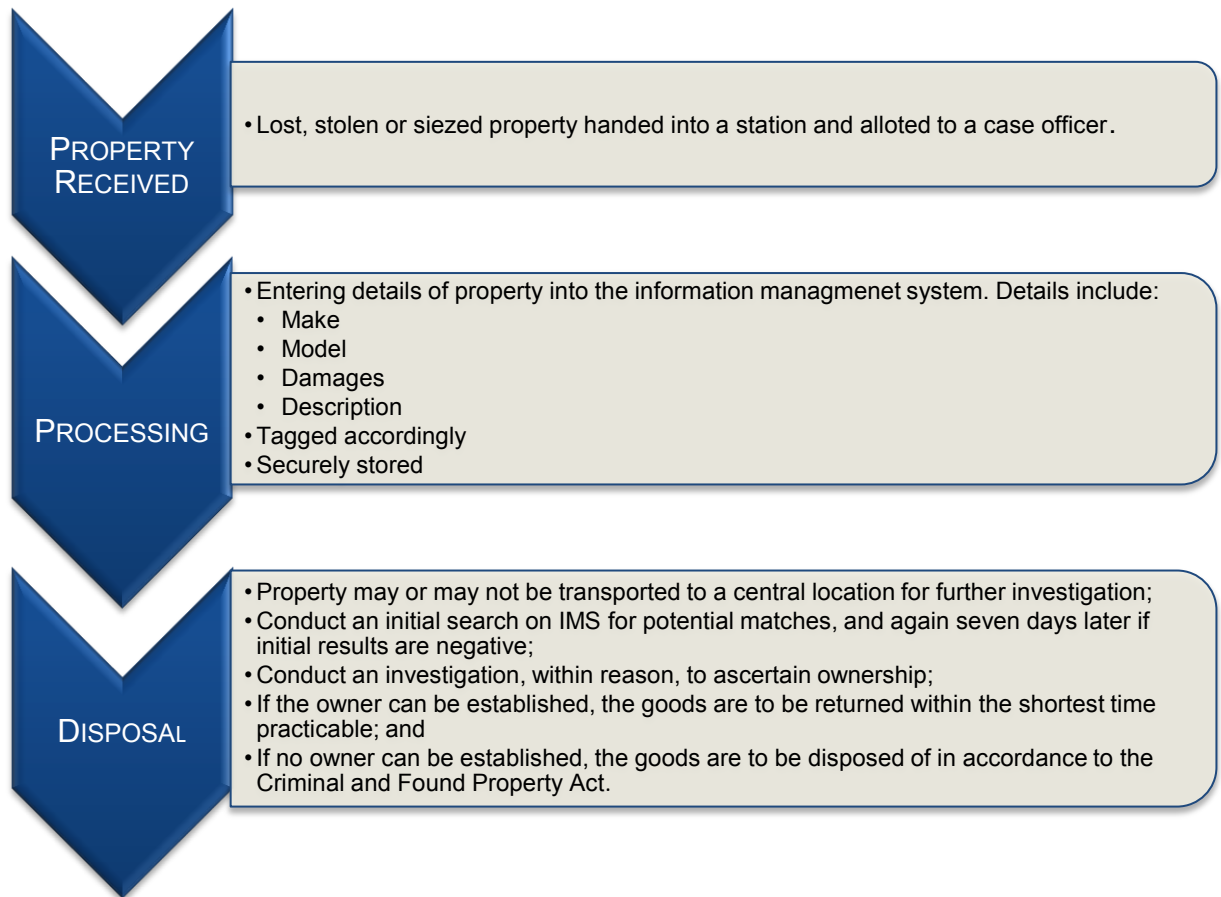 PROPERTY
RECEIVED
• Lost, stolen or siezed property handed into a station and alloted to a case officer.
PROCESSING
• Entering details of property into the information managmenet system. Details include:
• Make
• Model
• Damages
• Description
• Tagged accordingly
• Securely stored
DISPOSAL
• Property may or may not be transported to a central location for further investigation;
• Conduct an initial search on IMS for potential matches, and again seven days later if
initial results are negative;
• Conduct an investigation, within reason, to ascertain ownership;
• If the owner can be established, the goods are to be returned within the shortest time
practicable; and
• If no owner can be established, the goods are to be disposed of in accordance to the
Criminal and Found Property Act.